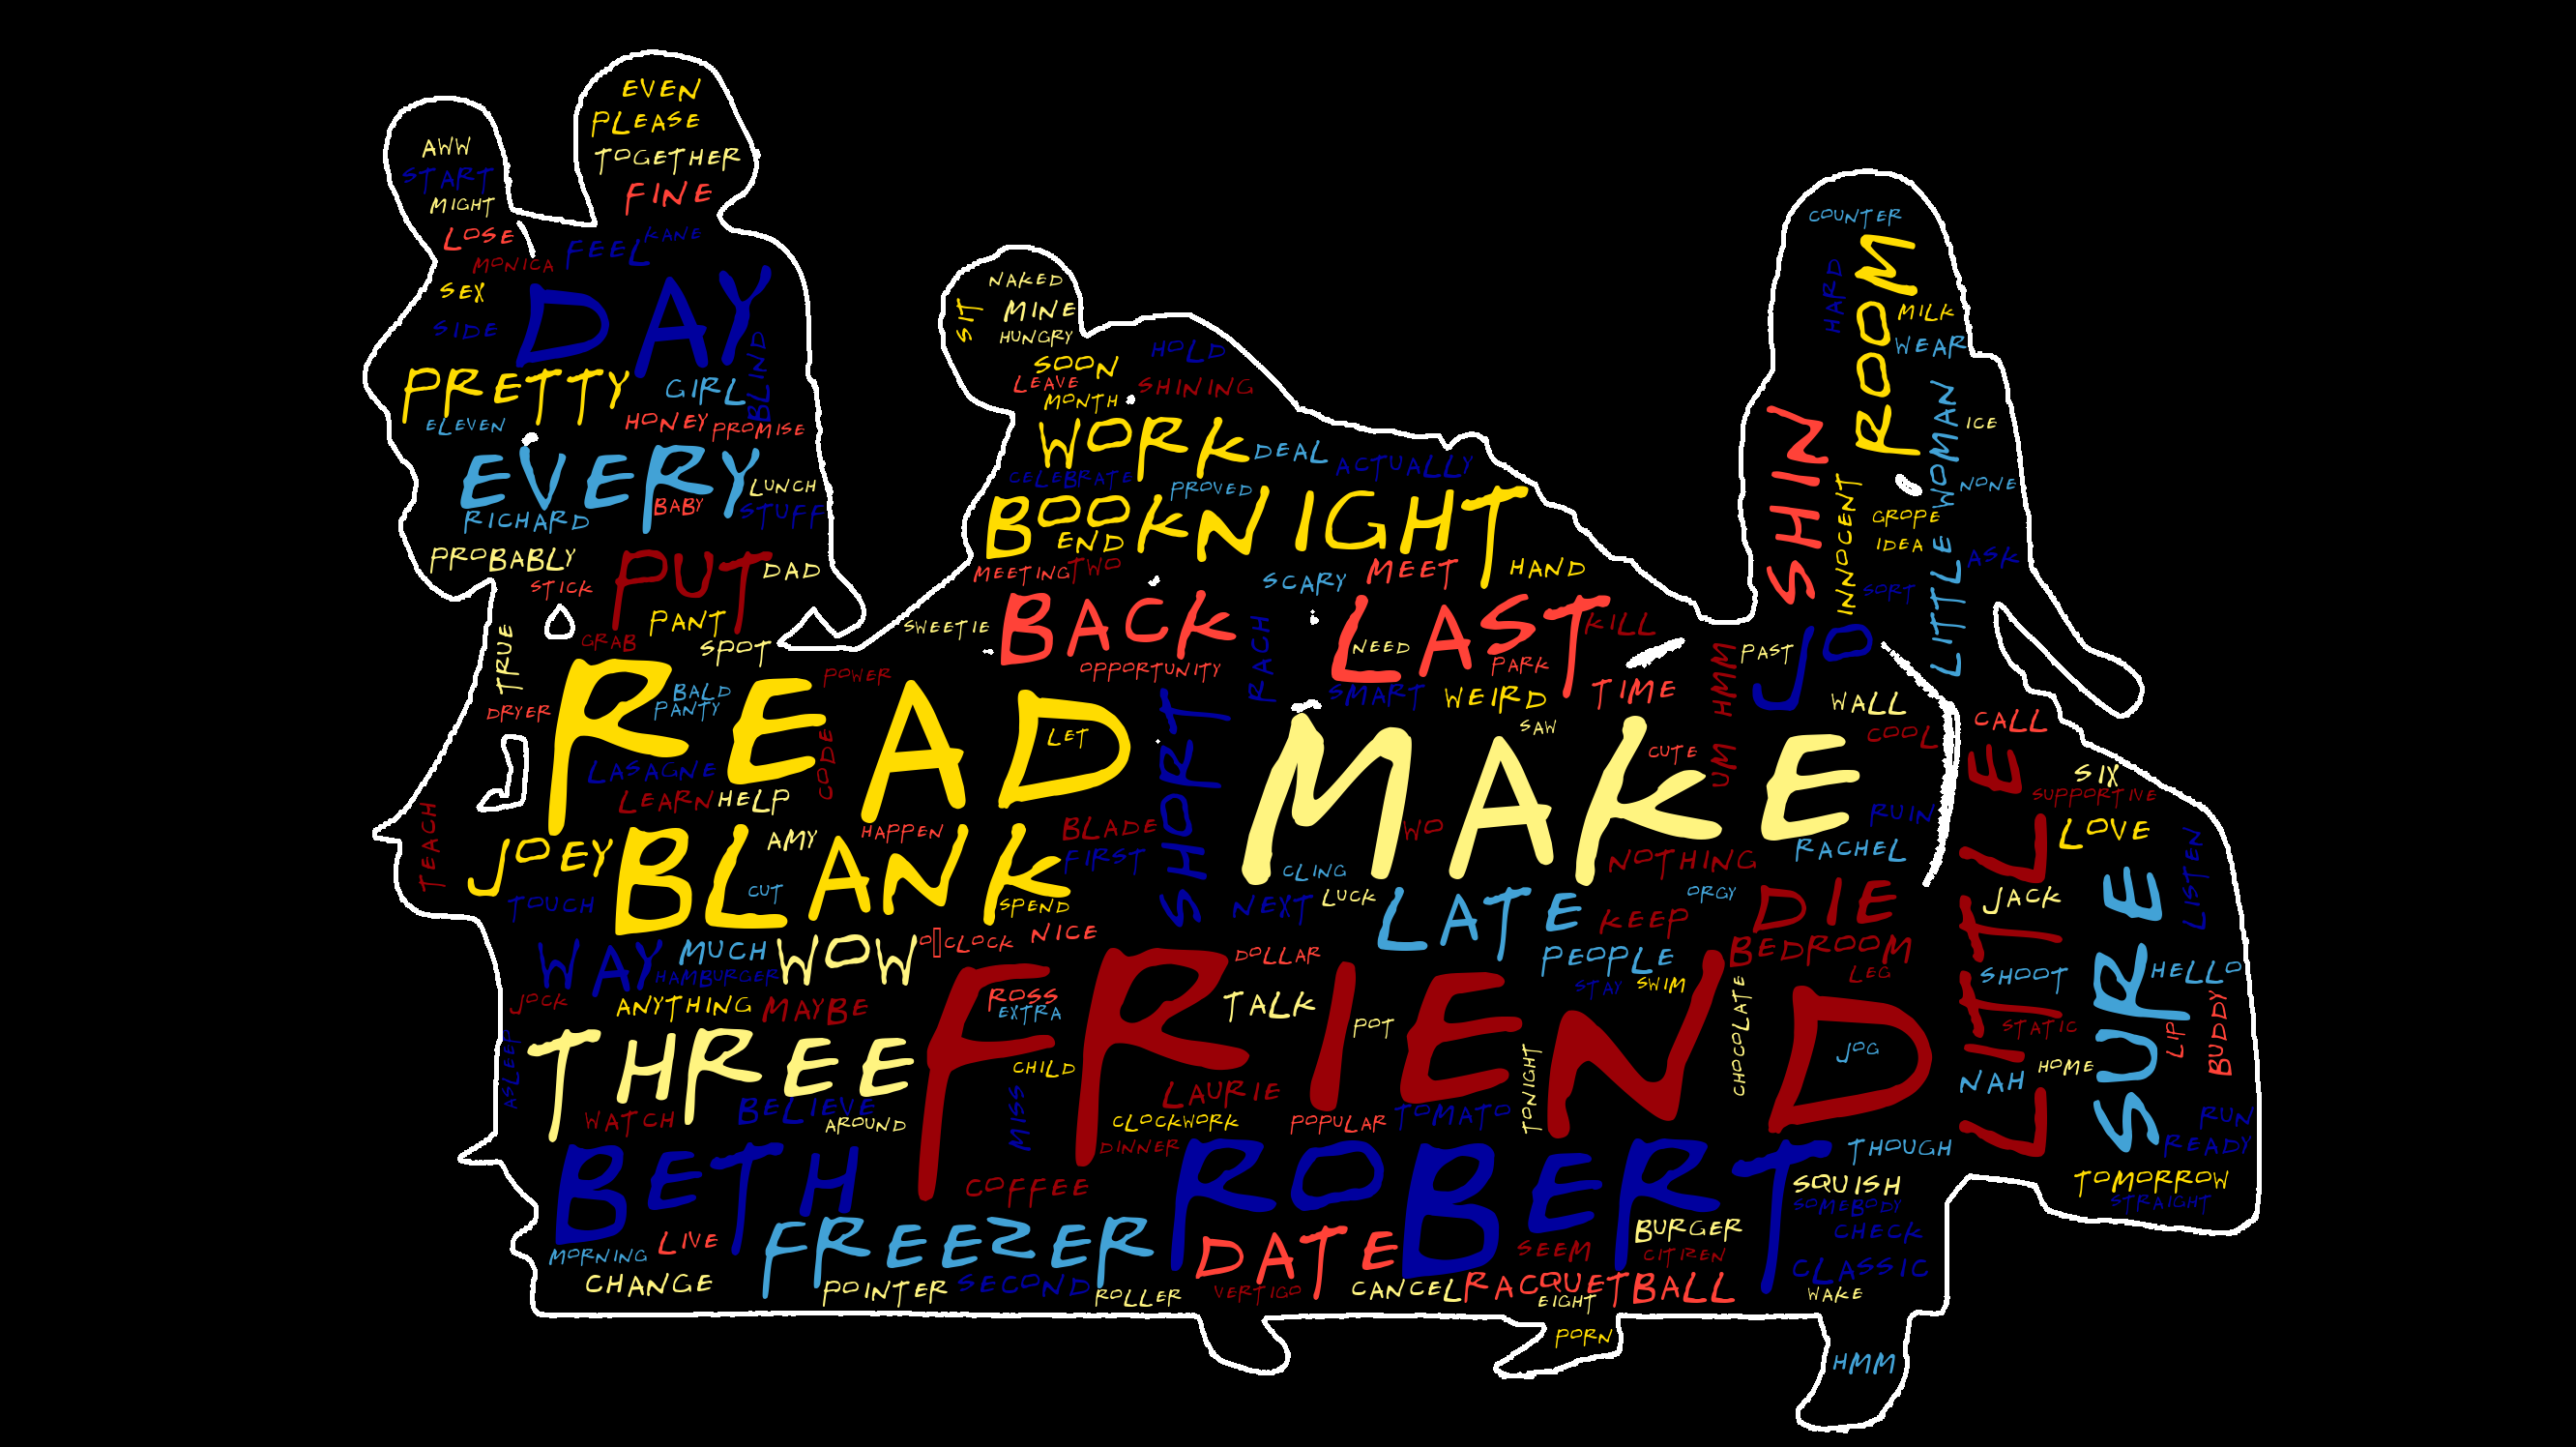 EVEN
PLEASE
TOGETHER
FINE
AWW
START
MIGHT
LOSE
MONICA
FEEL
KANE
SEX
SIDE
DAY
BLIND
PRETTY
GIRL
ELEVEN
HONEY
PROMISE
EVERY
LUNCH
BABY
STUFF
RICHARD
PROBABLY
STICK
PUT
DAD
PANT
GRAB
SPOT
TRUE
NAKED
SIT
MINE
HUNGRY
SOON
HOLD
LEAVE
SHINING
MONTH
WORK
DEAL
ACTUALLY
CELEBRATE
PROVED
BOOK
NIGHT
END
MEETING
TWO
SCARY
MEET
HAND
SWEETIE
BACK
RACH
LAST
NEED
KILL
OPPORTUNITY
PARK
SMART
WEIRD
TIME
COUNTER
ROOM
HARD
MILK
WEAR
SHIN
LITTLE WOMAN
ICE
INNOCENT
NONE
GROPE
IDEA
ASK
SORT
UM HMM
PAST
JO
WALL
COOL
CALL
READ
BALD
PANTY
POWER
DRYER
CODE
LET
LASAGNE
LEARN
HELP
SHORT
MAKE
SAW
CUTE
RUIN
WO
RACHEL
NOTHING
TEACH
JOEY
BLANK
AMY
HAPPEN
BLADE
FIRST
CUT
SPEND
TOUCH
CLING
NEXT
LUCK
LATE
KEEP
ORGY
DIE
LITTLE
SIX
SUPPORTIVE
LOVE
LISTEN
JACK
SURE
WAY
MUCH
HAMBURGER
WOW
O▯CLOCK
NICE
DOLLAR
PEOPLE
BEDROOM
LEG
SHOOT
HELLO
JOCK
ANYTHING
MAYBE
FRIEND
ROSS
EXTRA
TALK
POT
STAY
SWIM
CHOCOLATE
JOG
STATIC
LIP
BUDDY
NAH
HOME
ASLEEP
THREE
CHILD
MISS
LAURIE
TONIGHT
WATCH
BELIEVE
AROUND
CLOCKWORK
DINNER
POPULAR
TOMATO
RUN
READY
BETH
COFFEE
ROBERT
THOUGH
SQUISH
SOMEBODY
CHECK
TOMORROW
STRAIGHT
MORNING
LIVE
FREEZER
DATE
SEEM
BURGER
CITIZEN
CLASSIC
CHANGE
POINTER
SECOND
ROLLER
VERTIGO
CANCEL
RACQUETBALL
EIGHT
WAKE
PORN
HMM